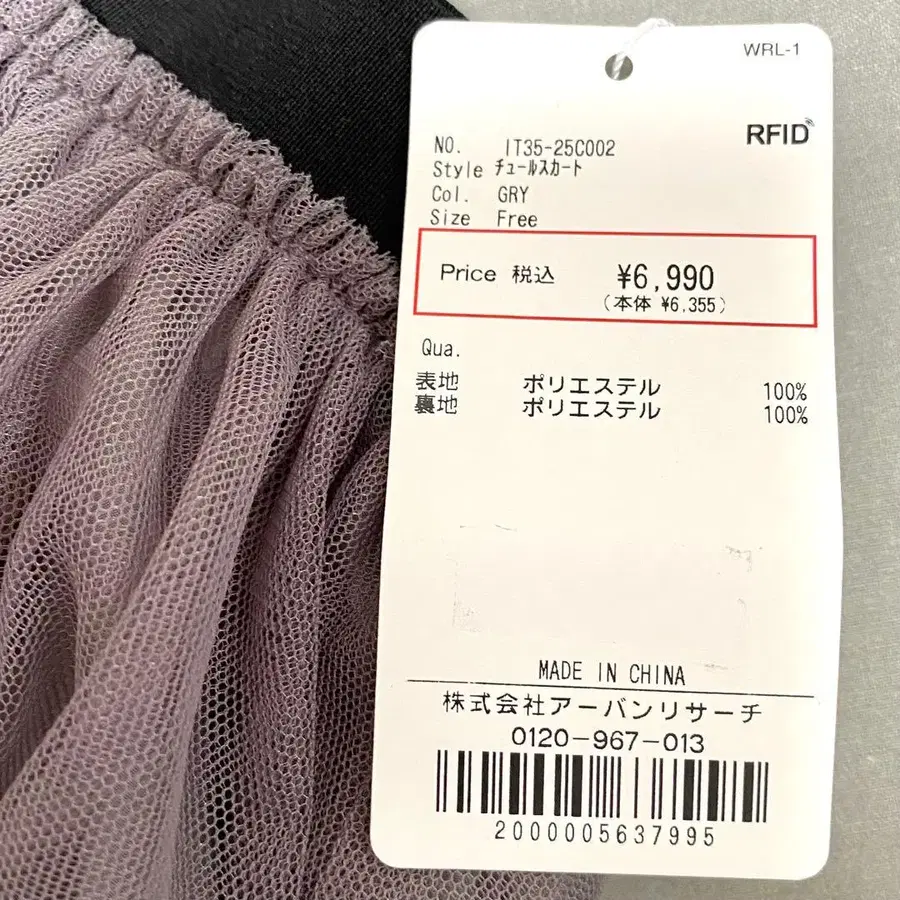 WRL-1
RFID
NO. IT35-25C002
Style チュールスカート
Col. GRY
Size Free
Price 税込 ¥6,990
(本体 ¥6,355)
Qua.
表地 ポリエステル 100%
裏地 ポリエステル 100%
MADE IN CHINA
株式会社アーバンリサーチ
0120-967-013
2000005637995